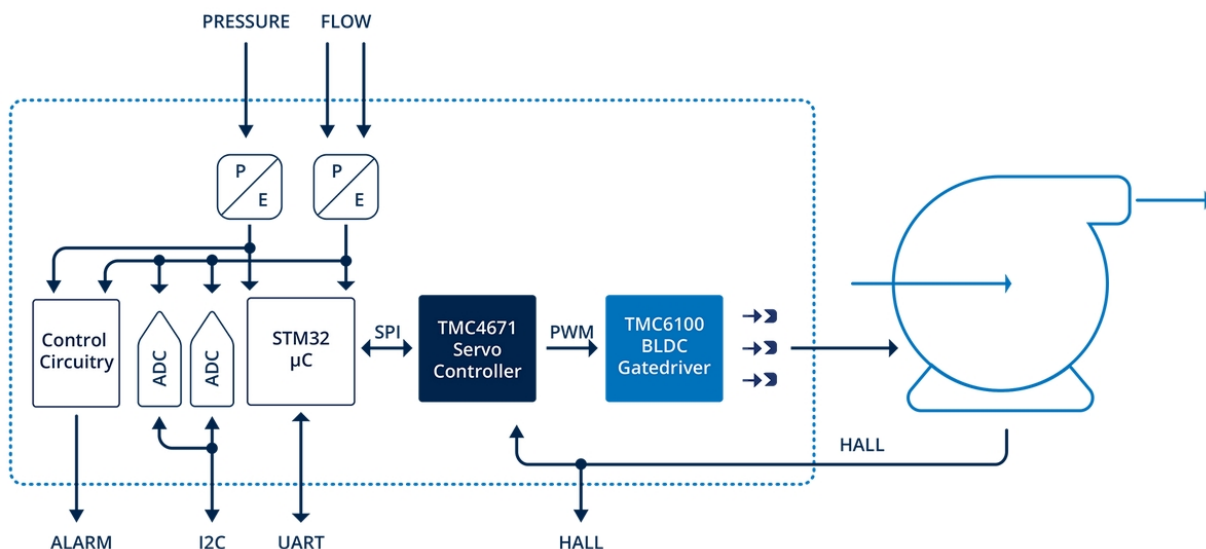 PRESSURE
FLOW
P
E
P
E
Control
Circuitry
ADC
ADC
STM32
μC
SPI
TMC4671
Servo
Controller
PWM
TMC6100
BLDC
Gatedriver
HALL
ALARM
I2C
UART
HALL